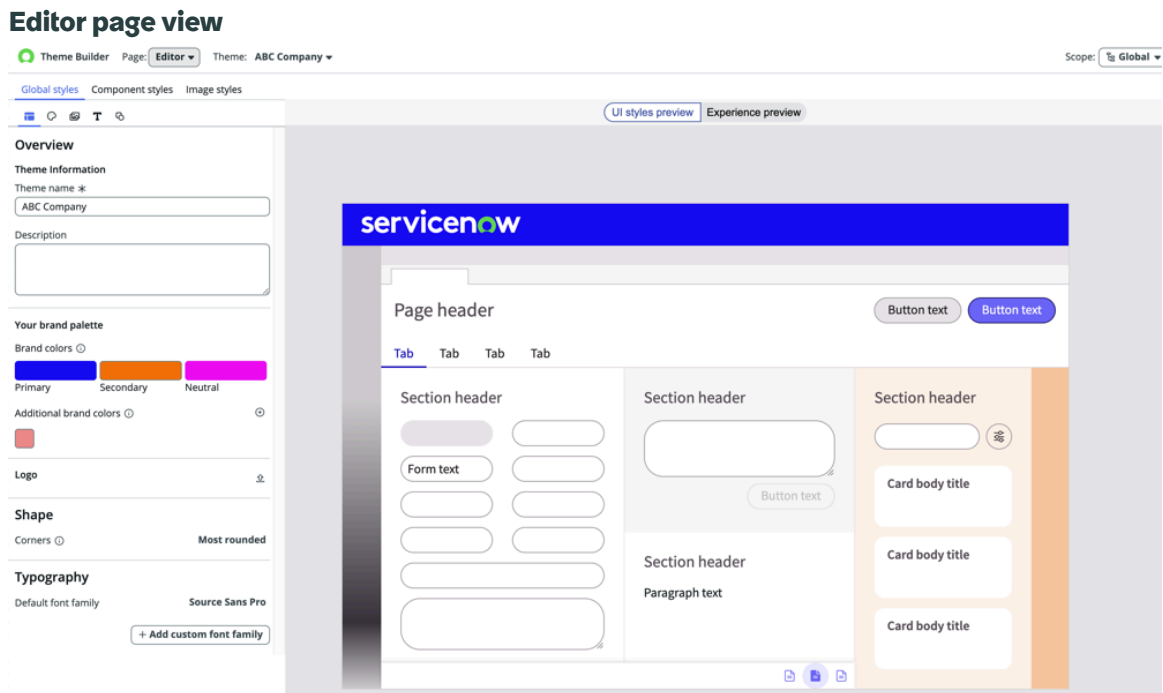 Editor page view
Theme Builder Page: Editor Theme: ABC Company Scope: Global
Global styles Component styles Image styles
UI styles preview Experience preview
Overview
Theme Information
Theme name *
ABC Company
Description
Your brand palette
Brand colors
Primary Secondary Neutral
Additional brand colors
Logo
Shape
Corners Most rounded
Typography
Default font family Source Sans Pro
+ Add custom font family
servicenow
Page header Button text Button text
Tab Tab Tab Tab
Section header
Form text
Section header
Button text
Section header
Paragraph text
Section header
Card body title
Card body title
Card body title